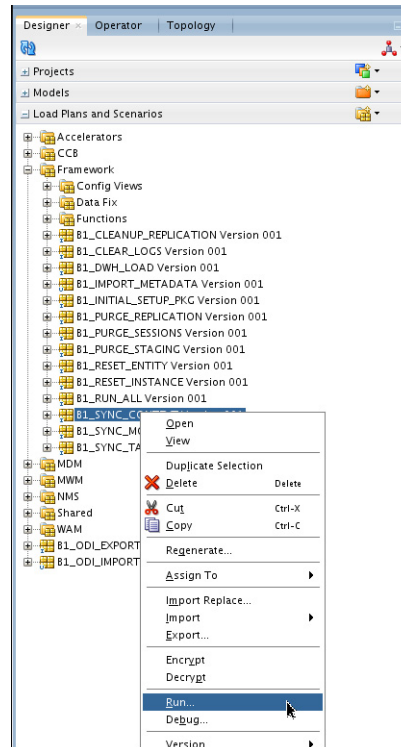 Designer
Operator
Topology
Projects
Models
Load Plans and Scenarios
Accelerators
CCB
Framework
Config Views
Data Fix
Functions
B1_CLEANUP_REPLICATION Version 001
B1_CLEAR_LOGS Version 001
B1_DWH_LOAD Version 001
B1_IMPORT_METADATA Version 001
B1_INITIAL_SETUP_PKG Version 001
B1_PURGE_REPLICATION Version 001
B1_PURGE_SESSIONS Version 001
B1_PURGE_STAGING Version 001
B1_RESET_ENTITY Version 001
B1_RESET_INSTANCE Version 001
B1_RUN_ALL Version 001
B1_SYNC_MO
B1_SYNC_TA
MDM
MWM
NMS
Shared
WAM
B1_ODI_EXPORT
B1_ODI_IMPORT
Open
View
Duplicate Selection
Delete Delete
Cut Ctrl-X
Copy Ctrl-C
Regenerate...
Assign To
Import Replace...
Import
Export...
Encrypt
Decrypt
Run...
Debug...
Version